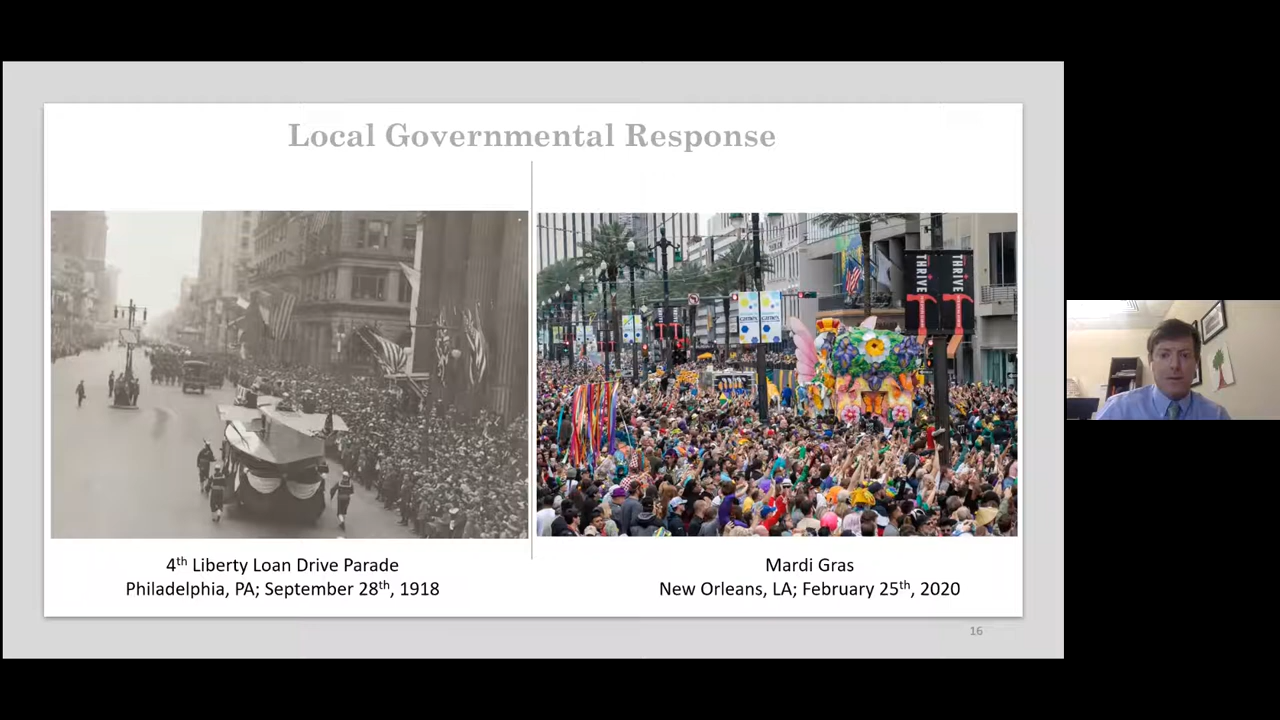 Local Governmental Response
THRIVE
THRIVE
4th Liberty Loan Drive Parade
Philadelphia, PA; September 28th, 1918
Mardi Gras
New Orleans, LA; February 25th, 2020
16